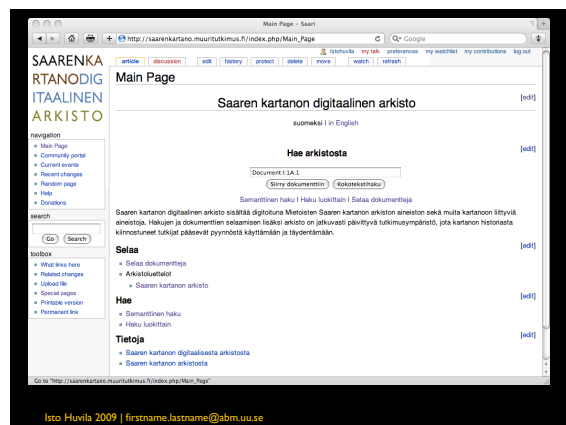 Main Page – Saari
http://saarenkartano.muuritutkimus.fi/index.php/Main_Page
Google
Istohuvila my talk preferences my watchlist my contributions log out
SAARENKA
RTANODIG
ITAALINEN
ARKISTO
article discussion edit history protect delete move watch refresh
Main Page
Saaren kartanon digitaalinen arkisto [edit]
suomeksi I in English
Hae arkistosta [edit]
Document:I:1A:1
Siirry dokumenttiin Kokotekstihaku
Semanttinen haku I Haku luokittain I Selaa dokumentteja
Saaren kartanon digitaalinen arkisto sisältää digitoituna Mietoisten Saaren kartanon arkiston aineiston sekä muita kartanoon liittyviä
aineistoja. Hakujen ja dokumenttien selaamisen lisäksi arkisto on jatkuvasti päivittyvä tutkimusympäristö, jota kartanon historiasta
kiinnostuneet tutkijat pääsevät pyynnöstä käyttämään ja täydentämään.
Selaa [edit]
Selaa dokumentteja
Arkistoluettelot
Saaren kartanon arkisto
Hae [edit]
Semanttinen haku
Haku luokittain
Tietoja [edit]
Saaren kartanon digitaalisesta arkistosta
Saaren kartanon arkistosta
navigation
Main Page
Community portal
Current events
Recent changes
Random page
Help
Donations
search
Go Search
toolbox
What links here
Related changes
Upload file
Special pages
Printable version
Permanent link
Go to "http://saarenkartano.muuritutkimus.fi/index.php/Main_Page"
Isto Huvila 2009 | firstname.lastname@abm.uu.se